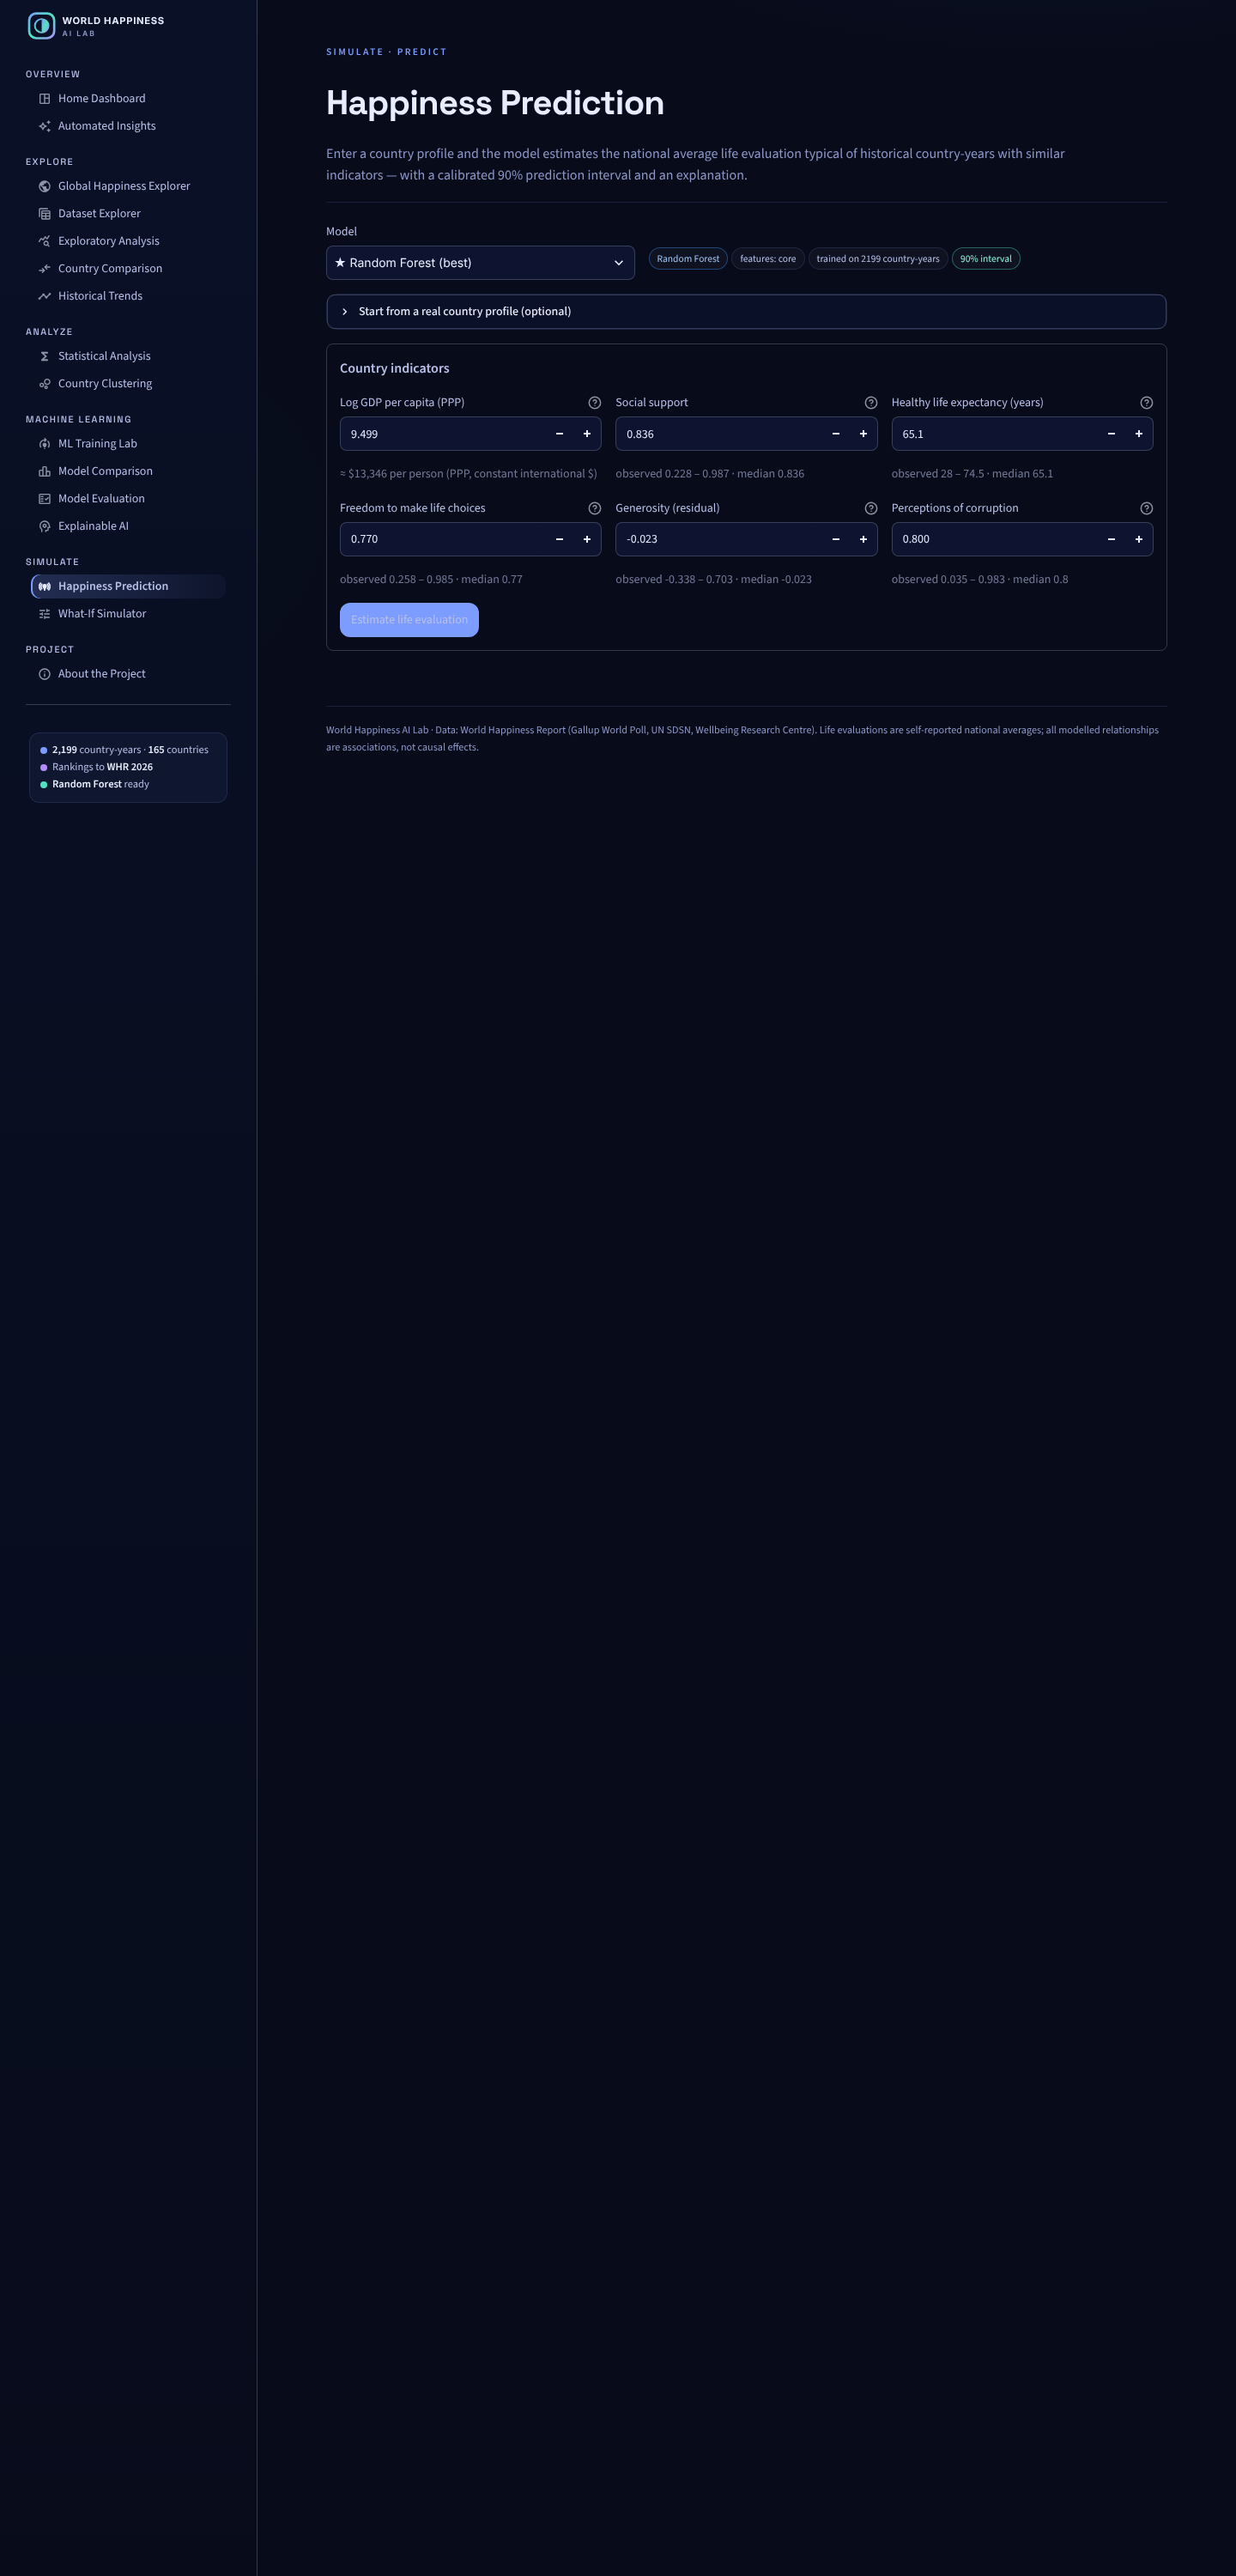 WORLD HAPPINESS
AI LAB
OVERVIEW
Home Dashboard
Automated Insights
EXPLORE
Global Happiness Explorer
Dataset Explorer
Exploratory Analysis
Country Comparison
Historical Trends
ANALYZE
Statistical Analysis
Country Clustering
MACHINE LEARNING
ML Training Lab
Model Comparison
Model Evaluation
Explainable AI
SIMULATE
Happiness Prediction
What-If Simulator
PROJECT
About the Project
2,199 country-years · 165 countries
Rankings to WHR 2026
Random Forest ready
SIMULATE · PREDICT
Happiness Prediction
Enter a country profile and the model estimates the national average life evaluation typical of historical country-years with similar
indicators — with a calibrated 90% prediction interval and an explanation.
Model
★ Random Forest (best)
Random Forest features: core trained on 2199 country-years 90% interval
Start from a real country profile (optional)
Country indicators
Log GDP per capita (PPP) Social support Healthy life expectancy (years)
9.499 0.836 65.1
≈ $13,346 per person (PPP, constant international $) observed 0.228 – 0.987 · median 0.836 observed 28 – 74.5 · median 65.1
Freedom to make life choices Generosity (residual) Perceptions of corruption
0.770 -0.023 0.800
observed 0.258 – 0.985 · median 0.77 observed -0.338 – 0.703 · median -0.023 observed 0.035 – 0.983 · median 0.8
Estimate life evaluation
World Happiness AI Lab · Data: World Happiness Report (Gallup World Poll, UN SDSN, Wellbeing Research Centre). Life evaluations are self-reported national averages; all modelled relationships
are associations, not causal effects.